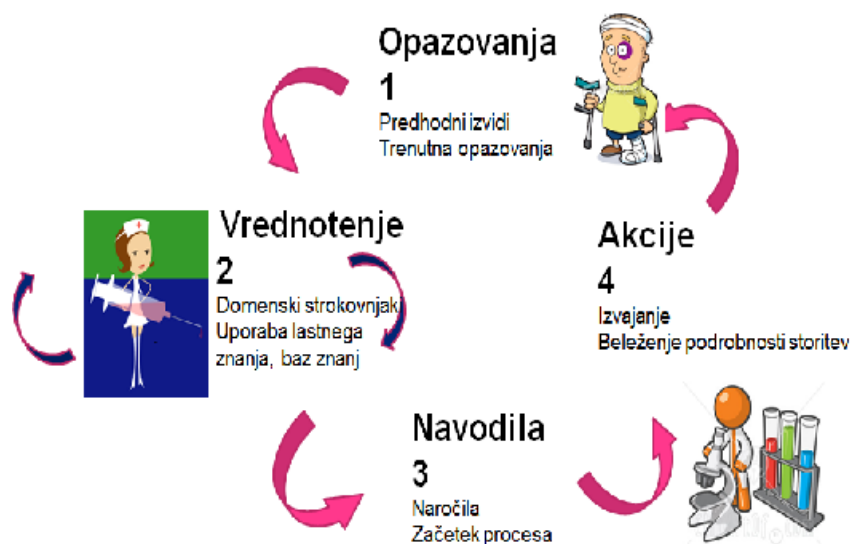 Opazovanja
1
Predhodni izvidi
Trenutna opazovanja
Vrednotenje
2
Domenski strokovnjaki
Uporaba lastnega
znanja, baz znanj
Navodila
3
Naročila
Začetek procesa
Akcije
4
Izvajanje
Beleženje podrobnosti storitev